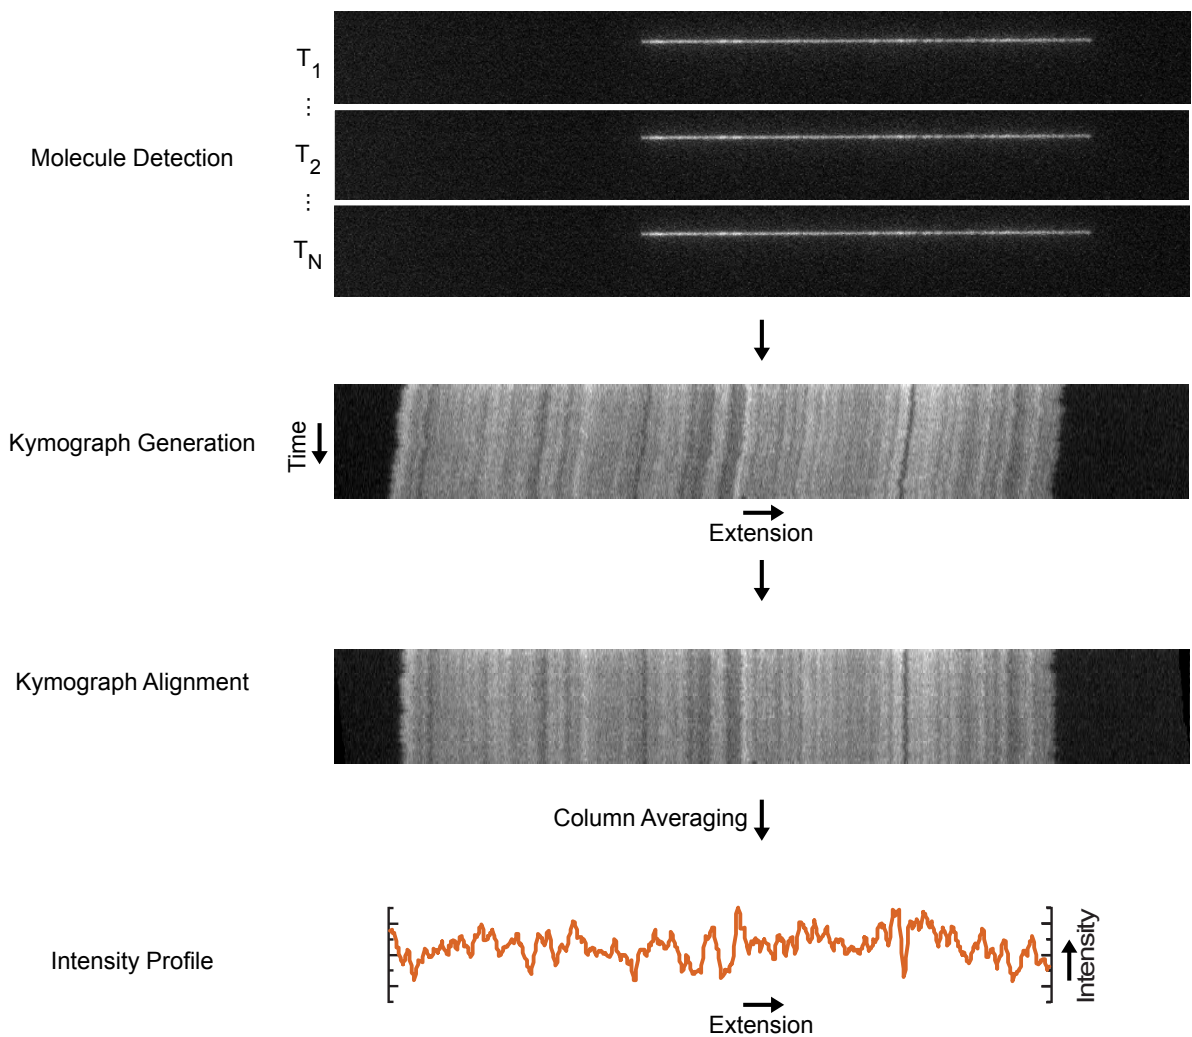 T1
⋮
Molecule Detection
T2
⋮
TN
Kymograph Generation
Time
Extension
Kymograph Alignment
Column Averaging
Intensity Profile
Intensity
Extension